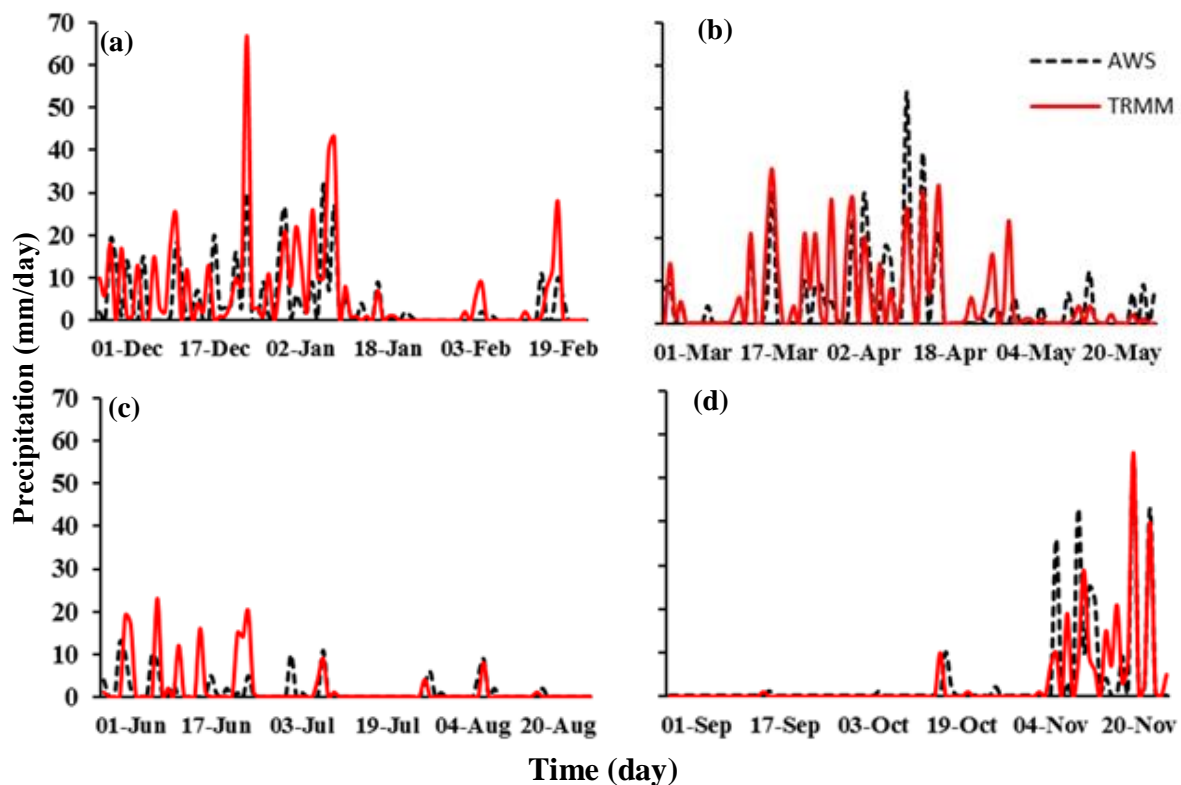 70
60
50
40
30
20
10
0
(a)
01-Dec 17-Dec 02-Jan 18-Jan 03-Feb 19-Feb
(b)
AWS
TRMM
01-Mar 17-Mar 02-Apr 18-Apr 04-May 20-May
Precipitation (mm/day)
70
60
50
40
30
20
10
0
(c)
01-Jun 17-Jun 03-Jul 19-Jul 04-Aug 20-Aug
(d)
01-Sep 17-Sep 03-Oct 19-Oct 04-Nov 20-Nov
Time (day)